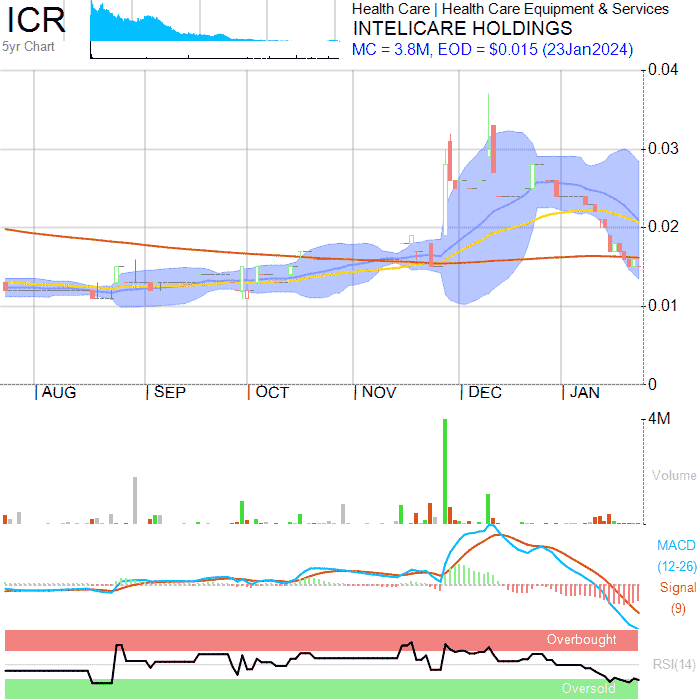 ICR
5yr Chart
Health Care | Health Care Equipment & Services
INTELICARE HOLDINGS
MC = 3.8M, EOD = $0.015 (23Jan2024)
0.04
0.03
0.02
0.01
0
AUG SEP OCT NOV DEC JAN
4M
Volume
MACD
(12-26)
Signal
(9)
Overbought
RSI(14)
Oversold